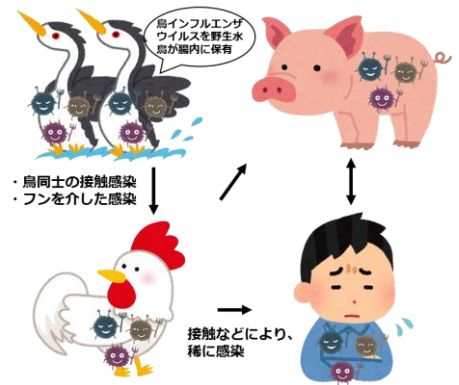 鳥インフルエンザ
ウイルスを野生水
鳥が腸内に保有
・鳥同士の接触感染
・フンを介した感染
接触などにより、
稀に感染